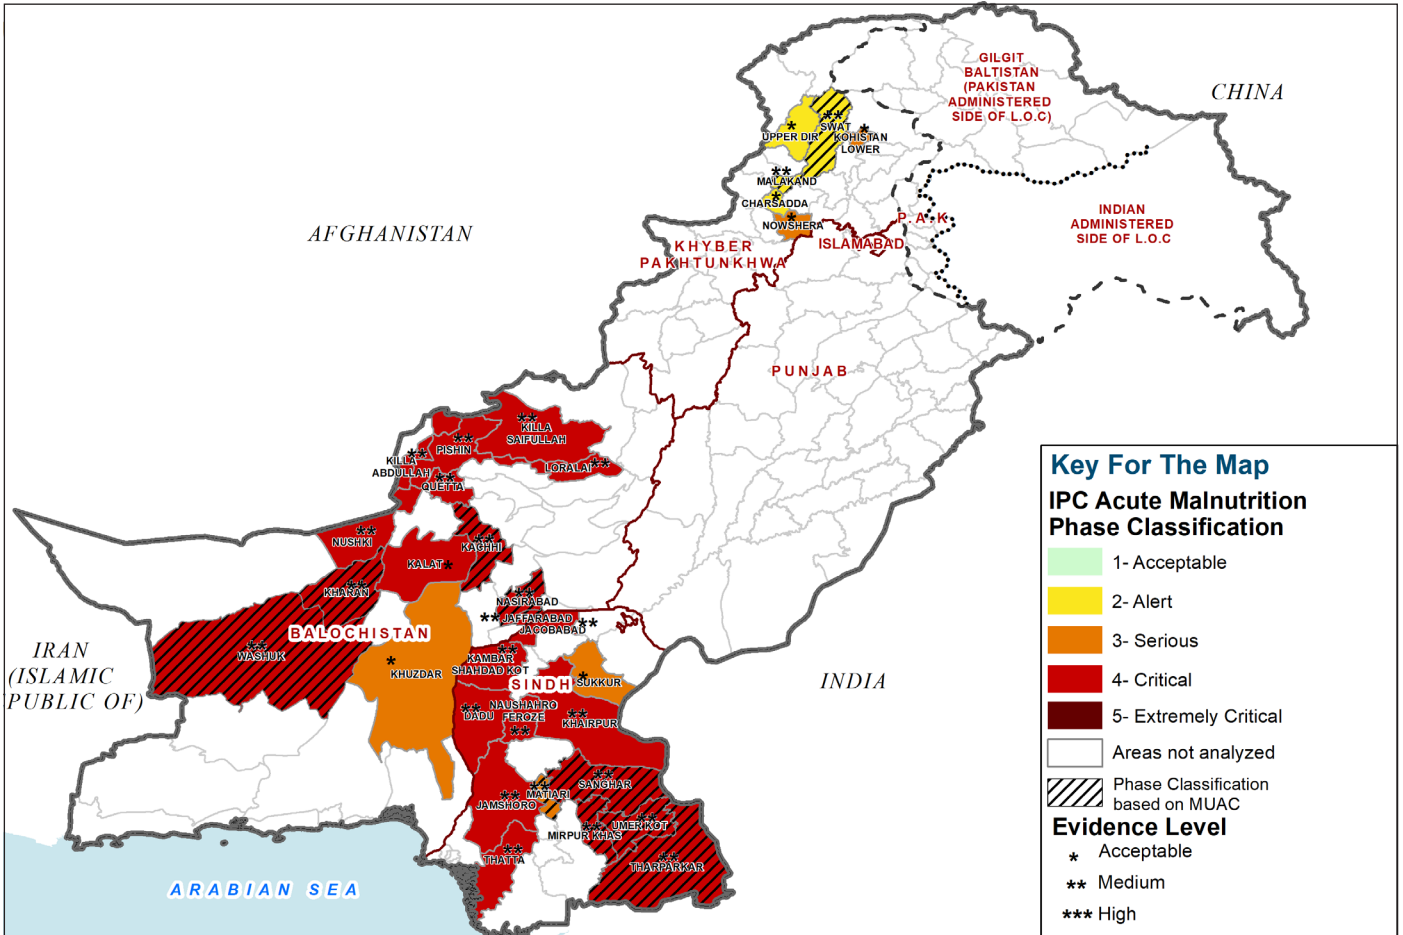 GILGIT
BALTISTAN
(PAKISTAN
ADMINISTERED
SIDE OF L.O.C)
CHINA
*
UPPER DIR
**
SWAT
*
KOHISTAN
LOWER
**
MALAKAND
*
CHARSADDA
*
NOWSHERA
P.A.K
INDIAN
ADMINISTERED
SIDE OF L.O.C
AFGHANISTAN
KHYBER
PAKHTUNKHWA
ISLAMABAD
PUNJAB
**
KILLA
SAIFULLAH
**
PISHIN
**
KILLA
ABDULLAH
LORALAI **
**
QUETTA
**
NUSHKI
**
KACHHI
KALAT *
**
KHARAN
**
NASIRABAD
** JAFFARABAD
JACOBABAD **
BALOCHISTAN
**
WASHUK
*
KHUZDAR
**
KAMBAR
SHAHDAD KOT
SINDH
*
SUKKUR
IRAN
(ISLAMIC
PUBLIC OF)
INDIA
**
DADU
NAUSHAHRO
FEROZE
**
**
KHAIRPUR
**
SANGHAR
**
MATIARI
**
JAMSHORO
**
MIRPUR KHAS
**
UMER KOT
**
THATTA
**
THARPARKAR
ARABIAN SEA
Key For The Map
IPC Acute Malnutrition
Phase Classification
1- Acceptable
2- Alert
3- Serious
4- Critical
5- Extremely Critical
Areas not analyzed
Phase Classification
based on MUAC
Evidence Level
* Acceptable
** Medium
*** High